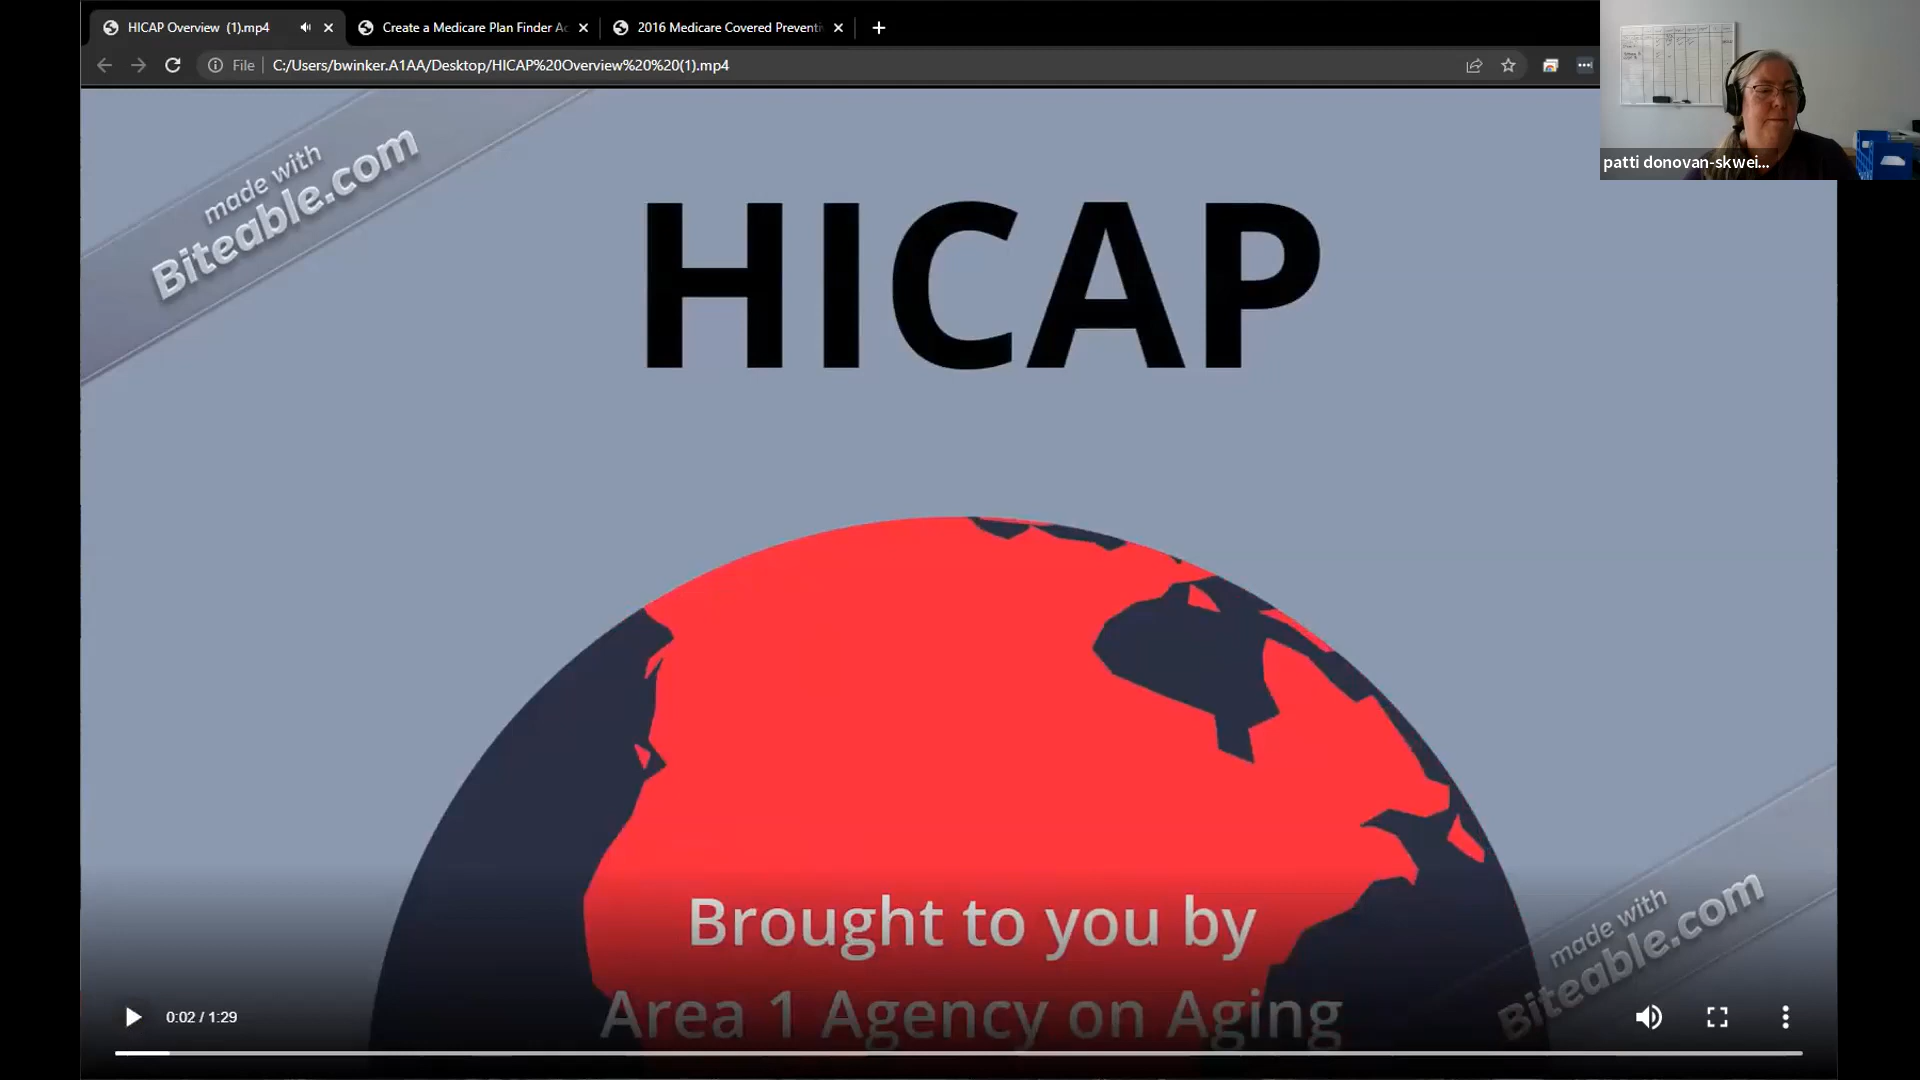 HICAP Overview (1).mp4
Create a Medicare Plan Finder Ac
2016 Medicare Covered Preventi
File
C:/Users/bwinker.A1AA/Desktop/HICAP%20Overview%20%20(1).mp4
patti donovan-skwei...
made with
Biteable.com
HICAP
Brought to you by
Area 1 Agency on Aging
made with
Biteable.com
0:02 / 1:29